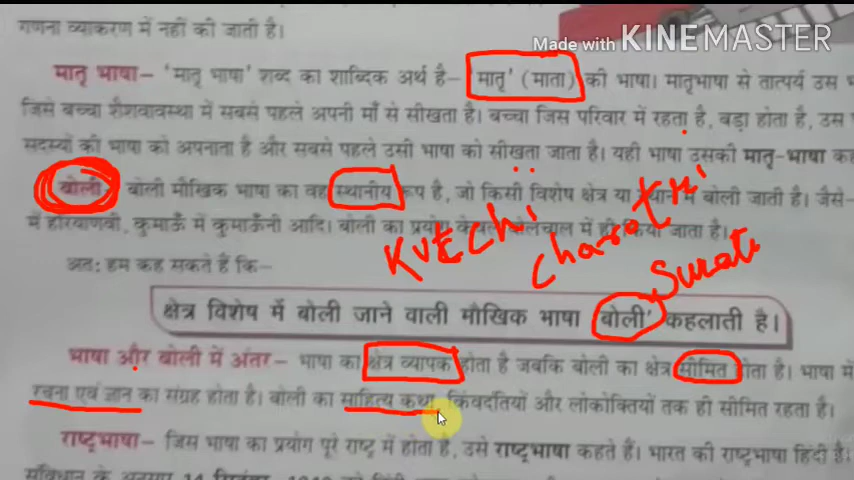 गणना व्याकरण में नहीं की जाती है।
Made with KINEMASTER
मातृ भाषा– 'मातृ भाषा' शब्द का शाब्दिक अर्थ है– 'मातृ' (माता) की भाषा। मातृभाषा से तात्पर्य उस
जिसे बच्चा शैशवावस्था में सबसे पहले अपनी माँ से सीखता है। बच्चा जिस परिवार में रहता है, बड़ा होता है, उस
सदस्यों की भाषा को अपनाता है और सबसे पहले उसी भाषा को सीखता जाता है। यही भाषा उसकी मातृ-भाषा
बोली– बोली मौखिक भाषा का वह स्थानीय रूप है, जो किसी विशेष क्षेत्र या स्थान में बोली जाती है। जैसे–
में हरियाणवी, कुमाऊँ में कुमाऊँनी आदि। बोली का प्रयोग केवल बोलचाल में ही किया जाता है।
kutchi
charotri
Surati
अतः हम कह सकते हैं कि–
क्षेत्र विशेष में बोली जाने वाली मौखिक भाषा 'बोली' कहलाती है।
भाषा और बोली में अंतर– भाषा का क्षेत्र व्यापक होता है जबकि बोली का क्षेत्र सीमित होता है। भाषा में
रचना एवं ज्ञान का संग्रह होता है। बोली का साहित्य कथा, किंवदंतियों और लोकोक्तियों तक ही सीमित रहता है।
राष्ट्रभाषा– जिस भाषा का प्रयोग पूरे राष्ट्र में होता है, उसे राष्ट्रभाषा कहते हैं। भारत की राष्ट्रभाषा हिंदी है।
संविधान के अनुसार 14 सितंबर,